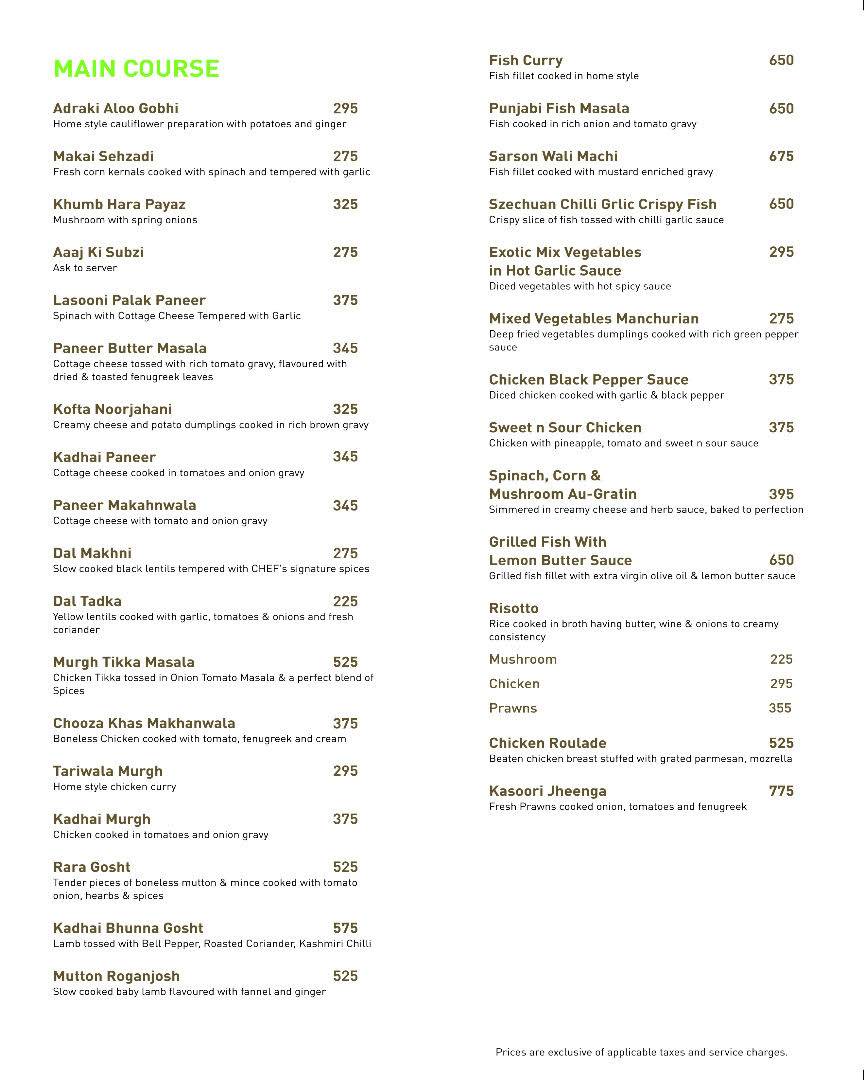 MAIN COURSE
Adraki Aloo Gobhi 295
Home style cauliflower preparation with potatoes and ginger
Makai Sehzadi 275
Fresh corn kernals cooked with spinach and tempered with garlic
Khumb Hara Payaz 325
Mushroom with spring onions
Aaaj Ki Subzi 275
Ask to server
Lasooni Palak Paneer 375
Spinach with Cottage Cheese Tempered with Garlic
Paneer Butter Masala 345
Cottage cheese tossed with rich tomato gravy, flavoured with
dried & toasted fenugreek leaves
Kofta Noorjahani 325
Creamy cheese and potato dumplings cooked in rich brown gravy
Kadhai Paneer 345
Cottage cheese cooked in tomatoes and onion gravy
Paneer Makahnwala 345
Cottage cheese with tomato and onion gravy
Dal Makhni 275
Slow cooked black lentils tempered with CHEF's signature spices
Dal Tadka 225
Yellow lentils cooked with garlic, tomatoes & onions and fresh
coriander
Murgh Tikka Masala 525
Chicken Tikka tossed in Onion Tomato Masala & a perfect blend of
Spices
Chooza Khas Makhanwala 375
Boneless Chicken cooked with tomato, fenugreek and cream
Tariwala Murgh 295
Home style chicken curry
Kadhai Murgh 375
Chicken cooked in tomatoes and onion gravy
Rara Gosht 525
Tender pieces of boneless mutton & mince cooked with tomato
onion, hearbs & spices
Kadhai Bhunna Gosht 575
Lamb tossed with Bell Pepper, Roasted Coriander, Kashmiri Chilli
Mutton Roganjosh 525
Slow cooked baby lamb flavoured with fannel and ginger
Fish Curry 650
Fish fillet cooked in home style
Punjabi Fish Masala 650
Fish cooked in rich onion and tomato gravy
Sarson Wali Machi 675
Fish fillet cooked with mustard enriched gravy
Szechuan Chilli Grlic Crispy Fish 650
Crispy slice of fish tossed with chilli garlic sauce
Exotic Mix Vegetables 295
in Hot Garlic Sauce
Diced vegetables with hot spicy sauce
Mixed Vegetables Manchurian 275
Deep fried vegetables dumplings cooked with rich green pepper
sauce
Chicken Black Pepper Sauce 375
Diced chicken cooked with garlic & black pepper
Sweet n Sour Chicken 375
Chicken with pineapple, tomato and sweet n sour sauce
Spinach, Corn &
Mushroom Au-Gratin 395
Simmered in creamy cheese and herb sauce, baked to perfection
Grilled Fish With
Lemon Butter Sauce 650
Grilled fish fillet with extra virgin olive oil & lemon butter sauce
Risotto
Rice cooked in broth having butter, wine & onions to creamy
consistency
Mushroom 225
Chicken 295
Prawns 355
Chicken Roulade 525
Beaten chicken breast stuffed with grated parmesan, mozrella
Kasoori Jheenga 775
Fresh Prawns cooked onion, tomatoes and fenugreek
Prices are exclusive of applicable taxes and service charges.